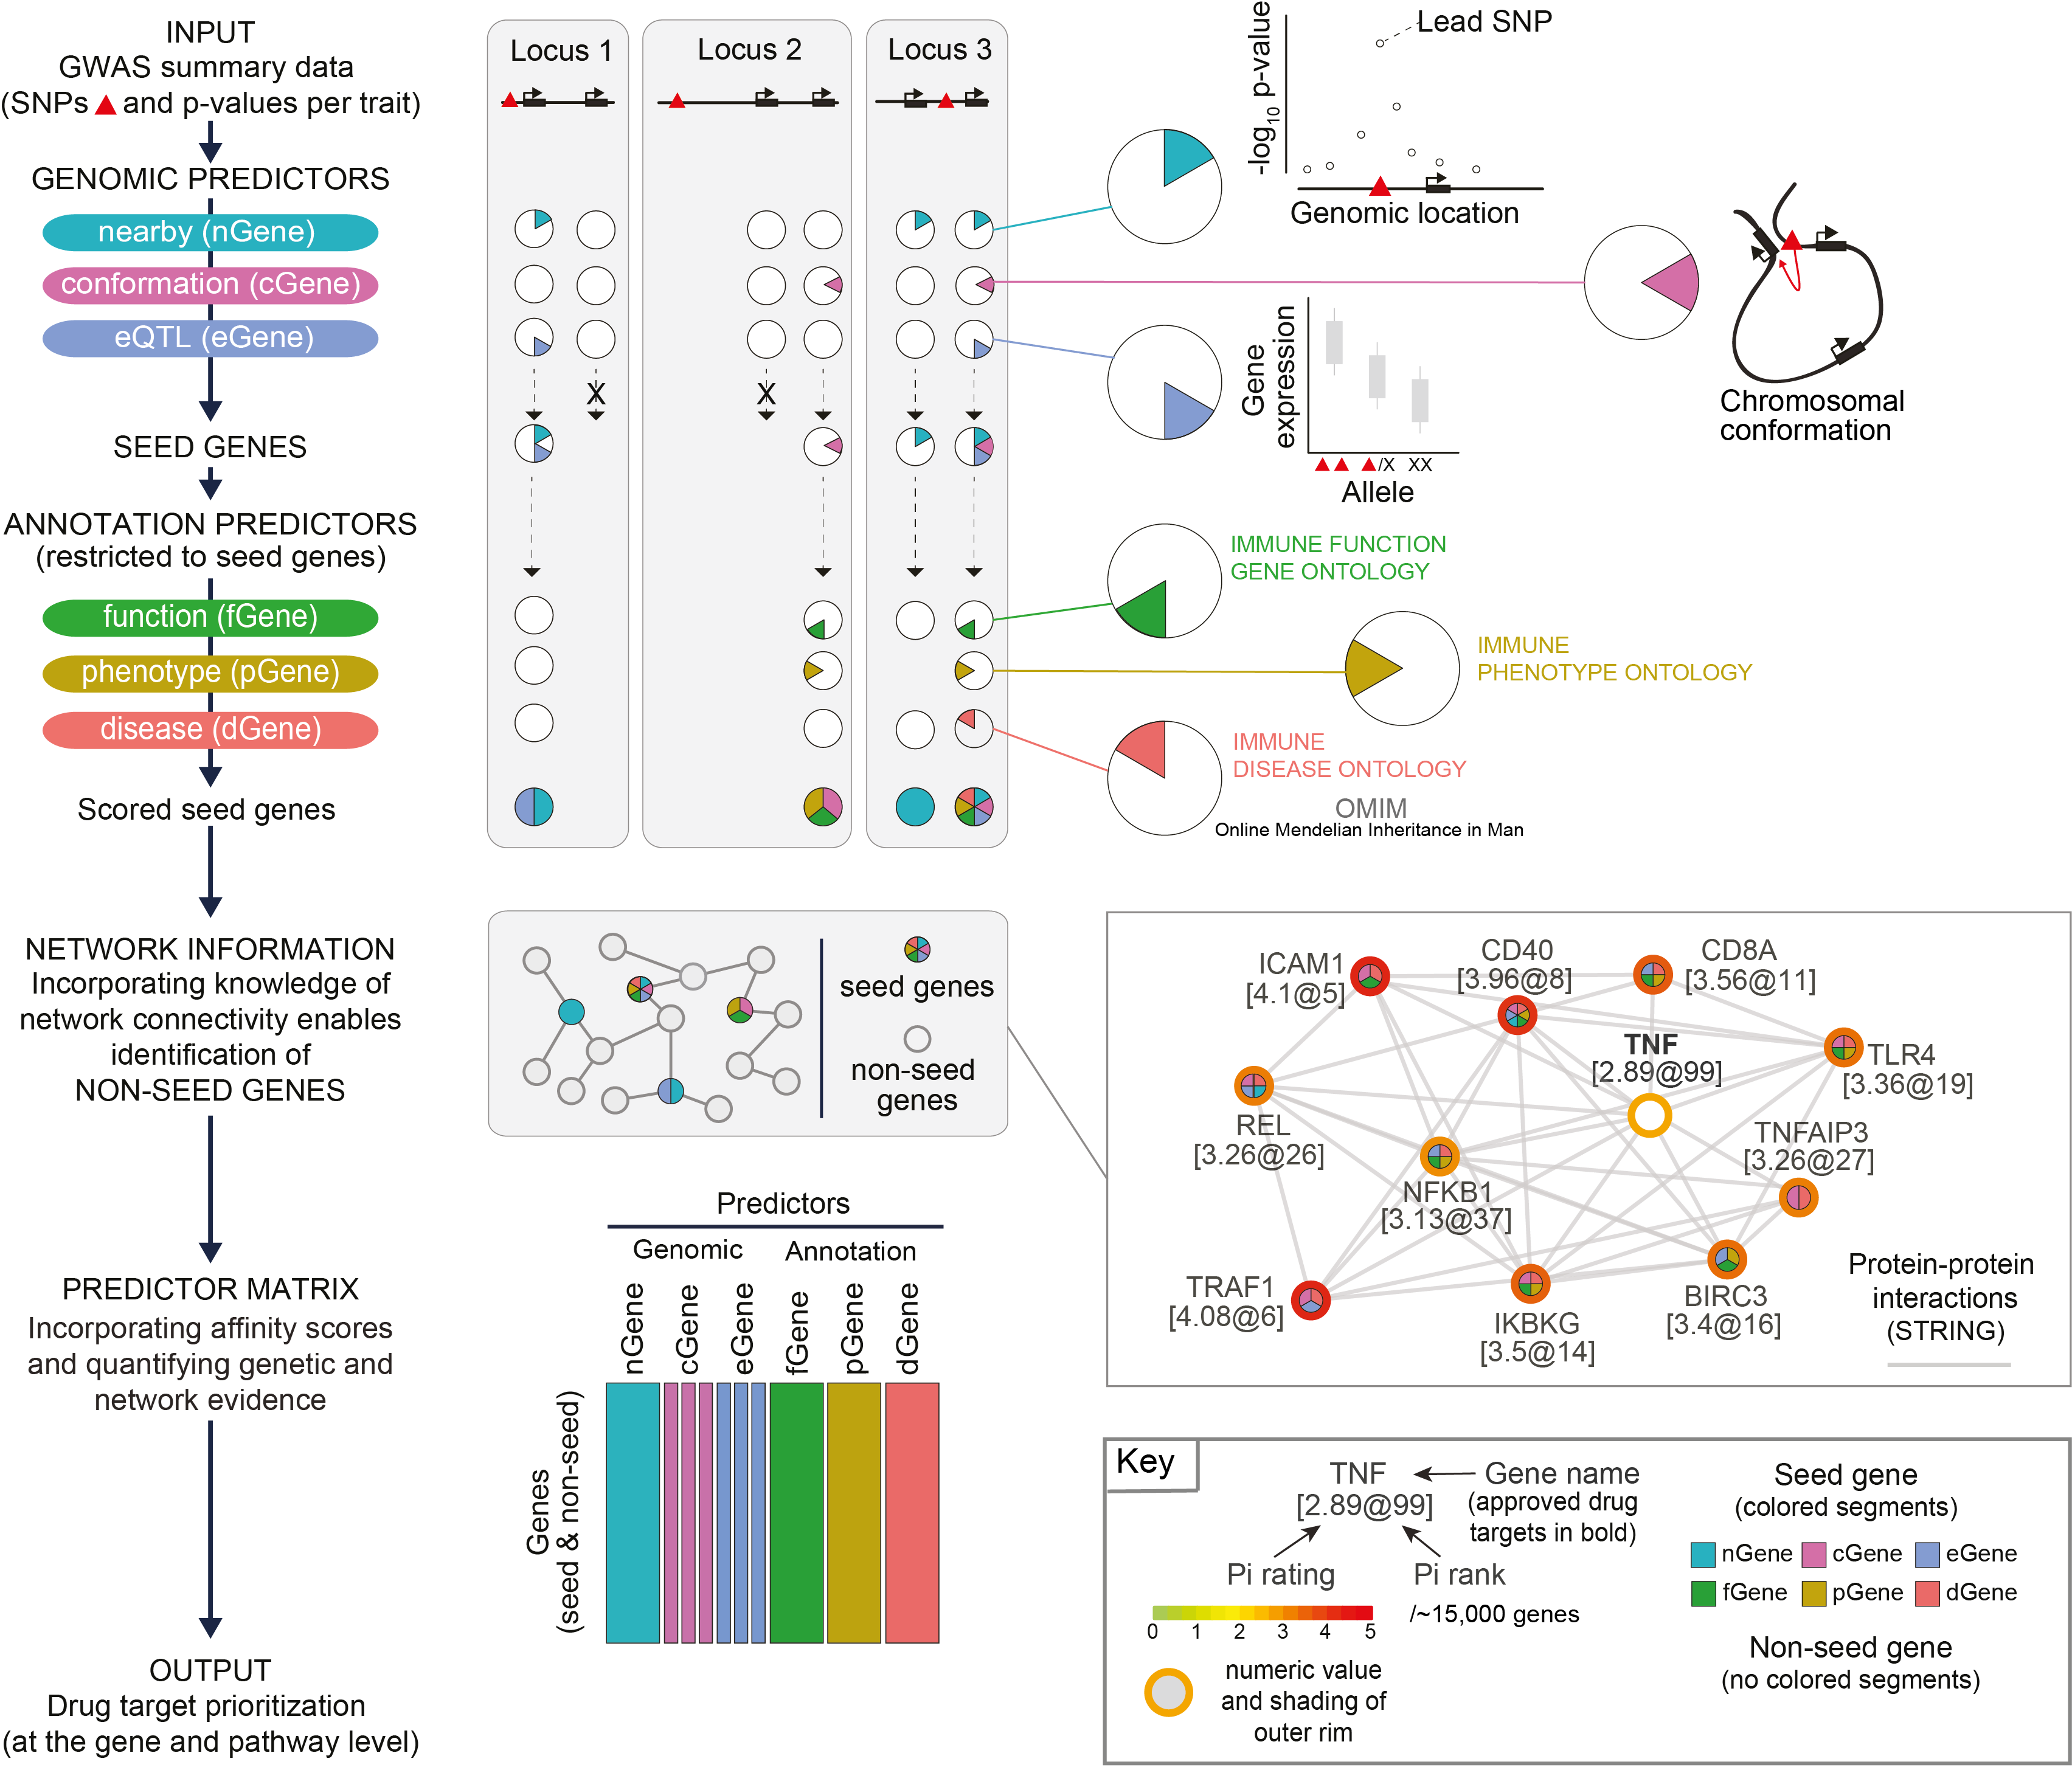 INPUT
GWAS summary data
(SNPs and p-values per trait)
GENOMIC PREDICTORS
nearby (nGene)
conformation (cGene)
eQTL (eGene)
SEED GENES
ANNOTATION PREDICTORS
(restricted to seed genes)
function (fGene)
phenotype (pGene)
disease (dGene)
Scored seed genes
NETWORK INFORMATION
Incorporating knowledge of
network connectivity enables
identification of
NON-SEED GENES
PREDICTOR MATRIX
Incorporating affinity scores
and quantifying genetic and
network evidence
OUTPUT
Drug target prioritization
(at the gene and pathway level)
Locus 1
Locus 2
Locus 3
X
X
-log10 p-value
Lead SNP
Genomic location
Chromosomal
conformation
Gene
expression
/X XX
Allele
IMMUNE FUNCTION
GENE ONTOLOGY
IMMUNE
PHENOTYPE ONTOLOGY
IMMUNE
DISEASE ONTOLOGY
OMIM
Online Mendelian Inheritance in Man
seed genes
non-seed
genes
ICAM1
[4.1@5]
CD40
[3.96@8]
CD8A
[3.56@11]
TNF
[2.89@99]
TLR4
[3.36@19]
REL
[3.26@26]
TNFAIP3
[3.26@27]
NFKB1
[3.13@37]
TRAF1
[4.08@6]
IKBKG
[3.5@14]
BIRC3
[3.4@16]
Protein-protein
interactions
(STRING)
Predictors
Genomic Annotation
nGene
cGene
eGene
fGene
pGene
dGene
Genes
(seed & non-seed)
Key
TNF
[2.89@99]
Gene name
(approved drug
targets in bold)
Pi rating
Pi rank
/~15,000 genes
0 1 2 3 4 5
numeric value
and shading of
outer rim
Seed gene
(colored segments)
nGene cGene eGene
fGene pGene dGene
Non-seed gene
(no colored segments)